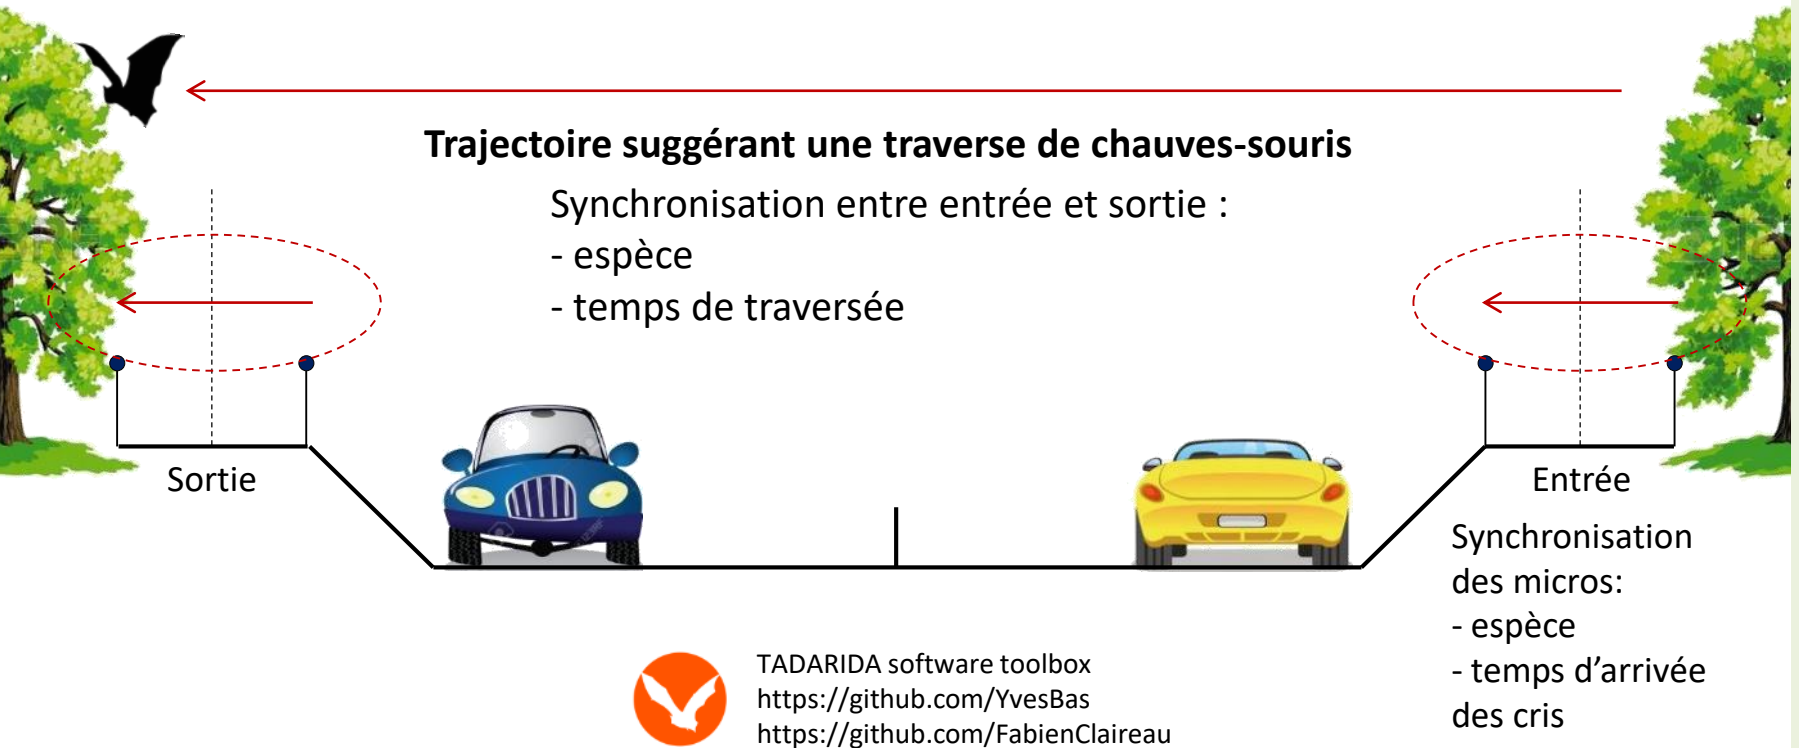 Trajectoire suggérant une traverse de chauves-souris
Synchronisation entre entrée et sortie :
- espèce
- temps de traversée
Sortie
Entrée
Synchronisation
des micros:
- espèce
- temps d’arrivée
des cris
TADARIDA software toolbox
https://github.com/YvesBas
https://github.com/FabienClaireau